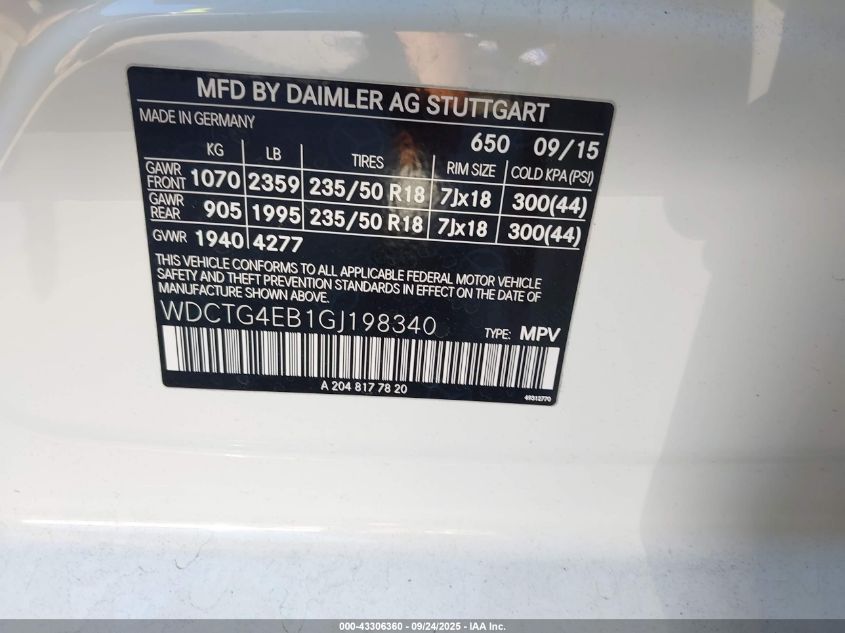 MFD BY DAIMLER AG STUTTGART
MADE IN GERMANY 650 09/15
KG LB TIRES RIM SIZE COLD KPA (PSI)
GAWR FRONT 1070 2359 235/50 R18 7Jx18 300(44)
GAWR REAR 905 1995 235/50 R18 7Jx18 300(44)
GVWR 1940 4277
THIS VEHICLE CONFORMS TO ALL APPLICABLE FEDERAL MOTOR VEHICLE
SAFETY AND THEFT PREVENTION STANDARDS IN EFFECT ON THE DATE OF
MANUFACTURE SHOWN ABOVE.
WDCTG4EB1GJ198340 TYPE: MPV
A 204 817 78 20 49312770
000-43306360 - 09/24/2025 - IAA Inc.